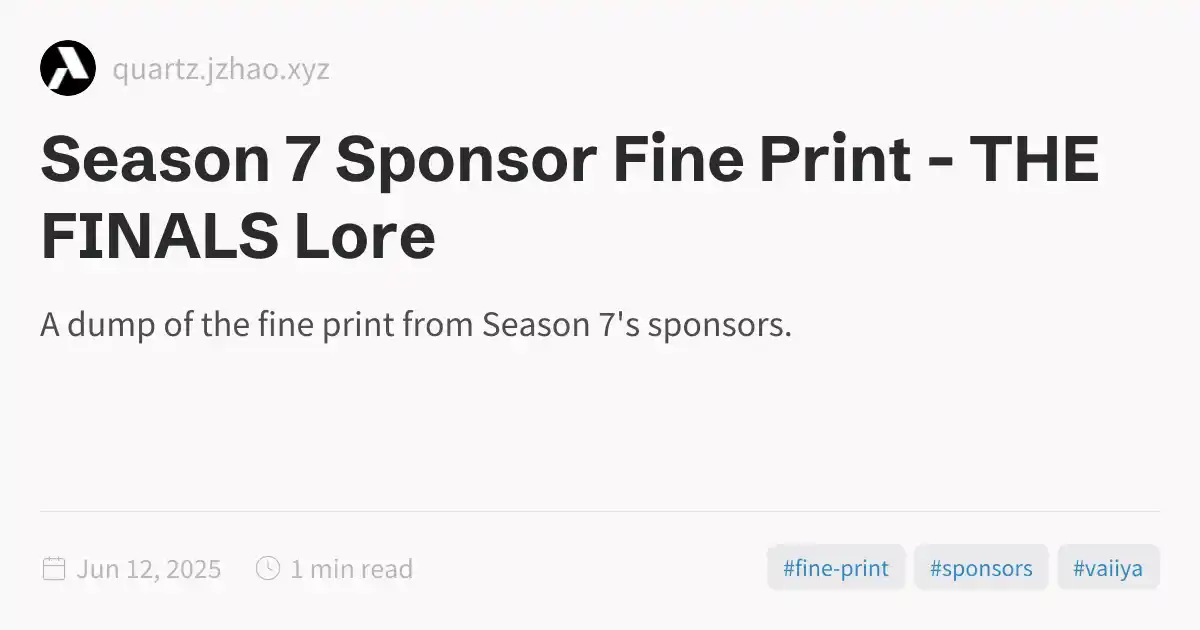 quartz.jzhao.xyz
Season 7 Sponsor Fine Print - THE
FINALS Lore
A dump of the fine print from Season 7's sponsors.
Jun 12, 2025
1 min read
#fine-print
#sponsors
#vaiiya